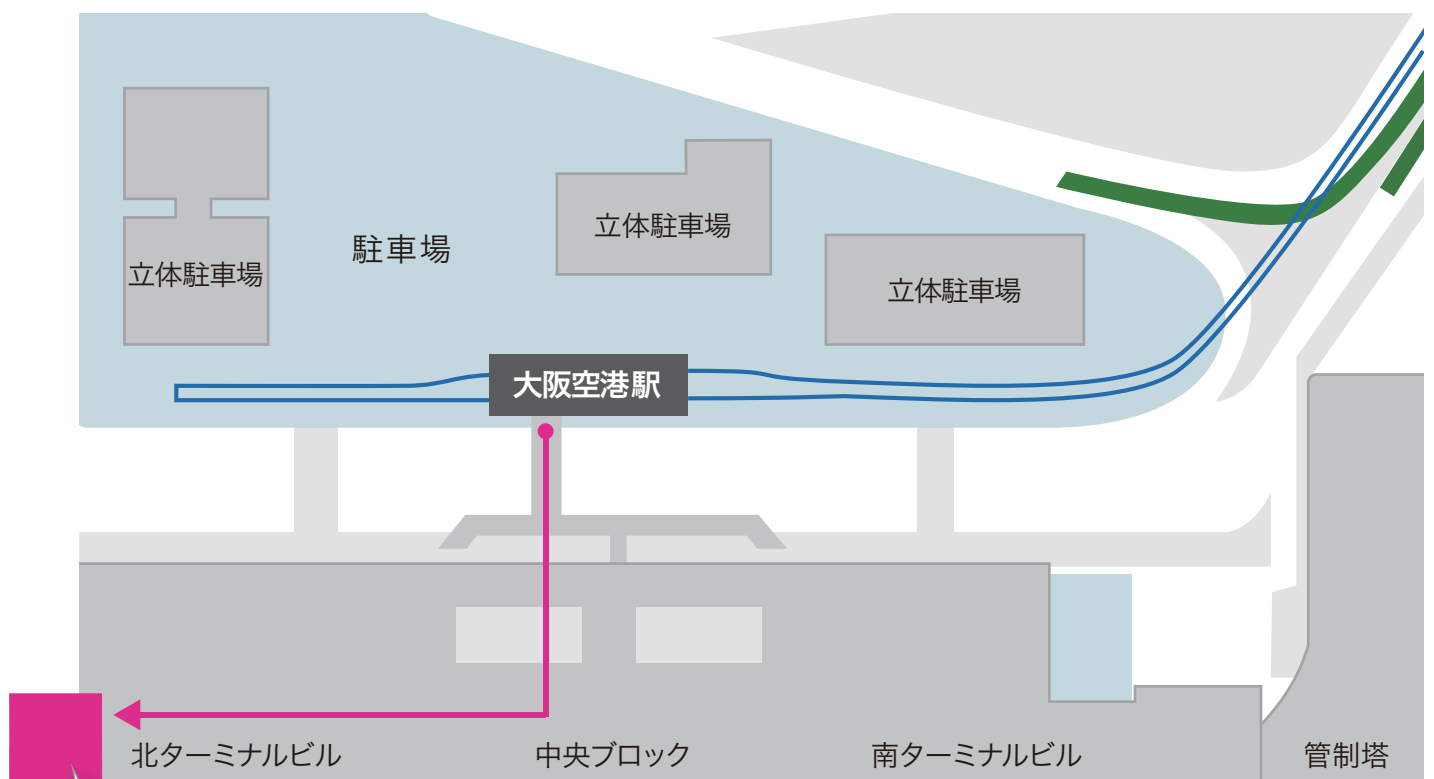 立体駐車場
駐車場
立体駐車場
立体駐車場
大阪空港駅
北ターミナルビル
中央ブロック
南ターミナルビル
管制塔